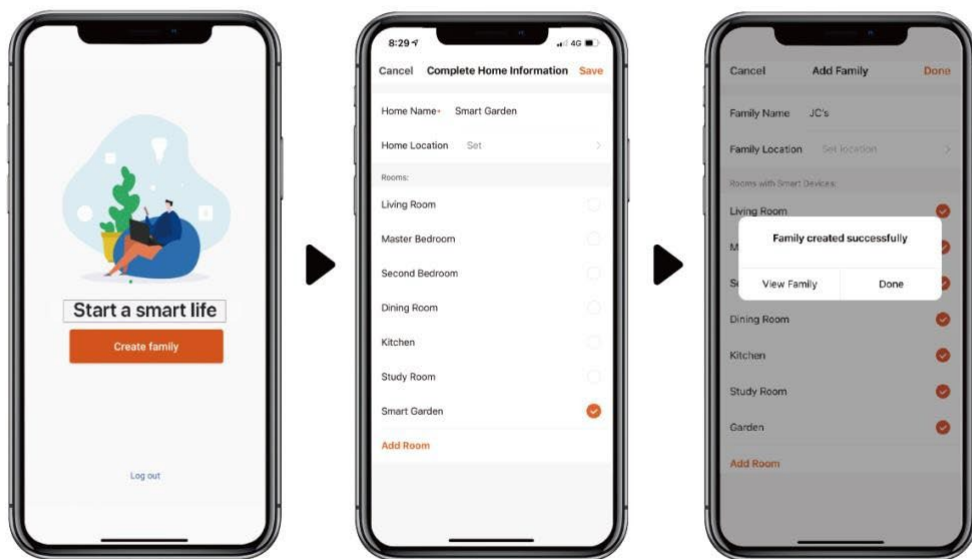 Start a smart life
Create family
Log out
8:29
4G
Cancel Complete Home Information Save
Home Name* Smart Garden
Home Location Set
Rooms:
Living Room
Master Bedroom
Second Bedroom
Dining Room
Kitchen
Study Room
Smart Garden
Add Room
Cancel Add Family Done
Family Name JC's
Family Location Set location
Rooms with Smart Devices:
Living Room
M
Family created successfully
Se
View Family Done
Dining Room
Kitchen
Study Room
Garden
Add Room